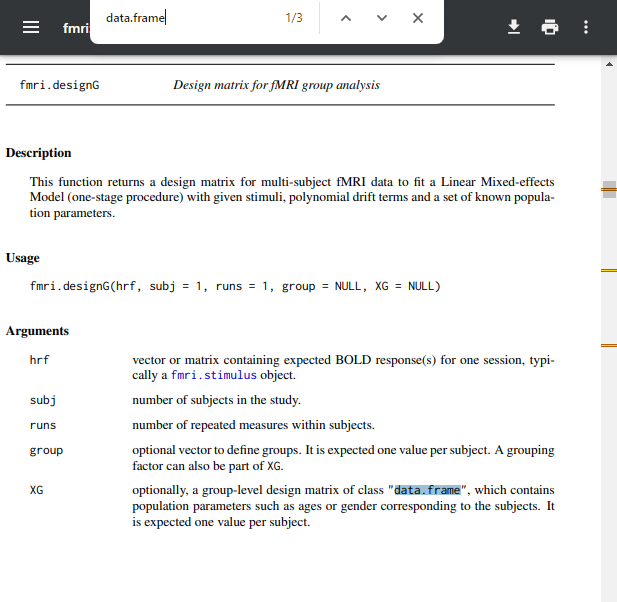 fmri
data.frame
1/3
fmri.designG Design matrix for fMRI group analysis
Description
This function returns a design matrix for multi-subject fMRI data to fit a Linear Mixed-effects
Model (one-stage procedure) with given stimuli, polynomial drift terms and a set of known popula-
tion parameters.
Usage
fmri.designG(hrf, subj = 1, runs = 1, group = NULL, XG = NULL)
Arguments
hrf vector or matrix containing expected BOLD response(s) for one session, typi-
cally a fmri.stimulus object.
subj number of subjects in the study.
runs number of repeated measures within subjects.
group optional vector to define groups. It is expected one value per subject. A grouping
factor can also be part of XG.
XG optionally, a group-level design matrix of class "data.frame", which contains
population parameters such as ages or gender corresponding to the subjects. It
is expected one value per subject.